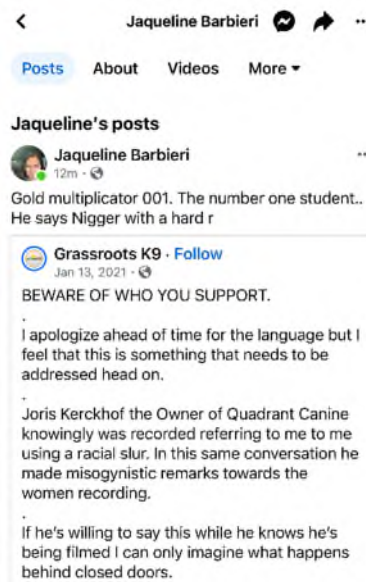 Jaqueline Barbieri
Posts About Videos More
Jaqueline's posts
Jaqueline Barbieri
12m ·
Gold multiplicator 001. The number one student..
He says Nigger with a hard r
Grassroots K9 · Follow
Jan 13, 2021 ·
BEWARE OF WHO YOU SUPPORT.
.
I apologize ahead of time for the language but I
feel that this is something that needs to be
addressed head on.
.
Joris Kerckhof the Owner of Quadrant Canine
knowingly was recorded referring to me to me
using a racial slur. In this same conversation he
made misogynistic remarks towards the
women recording.
.
If he's willing to say this while he knows he's
being filmed I can only imagine what happens
behind closed doors.